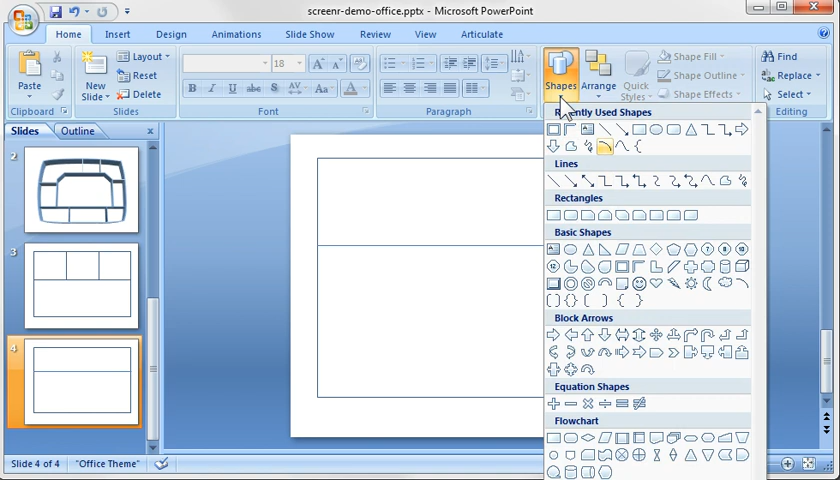 screenr-demo-office.pptx - Microsoft PowerPoint
Home Insert Design Animations Slide Show Review View Articulate
Paste
New Slide
Layout
Reset
Delete
18
B I U abc S AV Aa A
Shapes
Arrange
Quick Styles
Shape Fill
Shape Outline
Shape Effects
Find
Replace
Select
Clipboard Slides Font Paragraph Editing
Slides Outline
Recently Used Shapes
Lines
Rectangles
Basic Shapes
Block Arrows
Equation Shapes
Flowchart
2
3
4
Slide 4 of 4 "Office Theme"